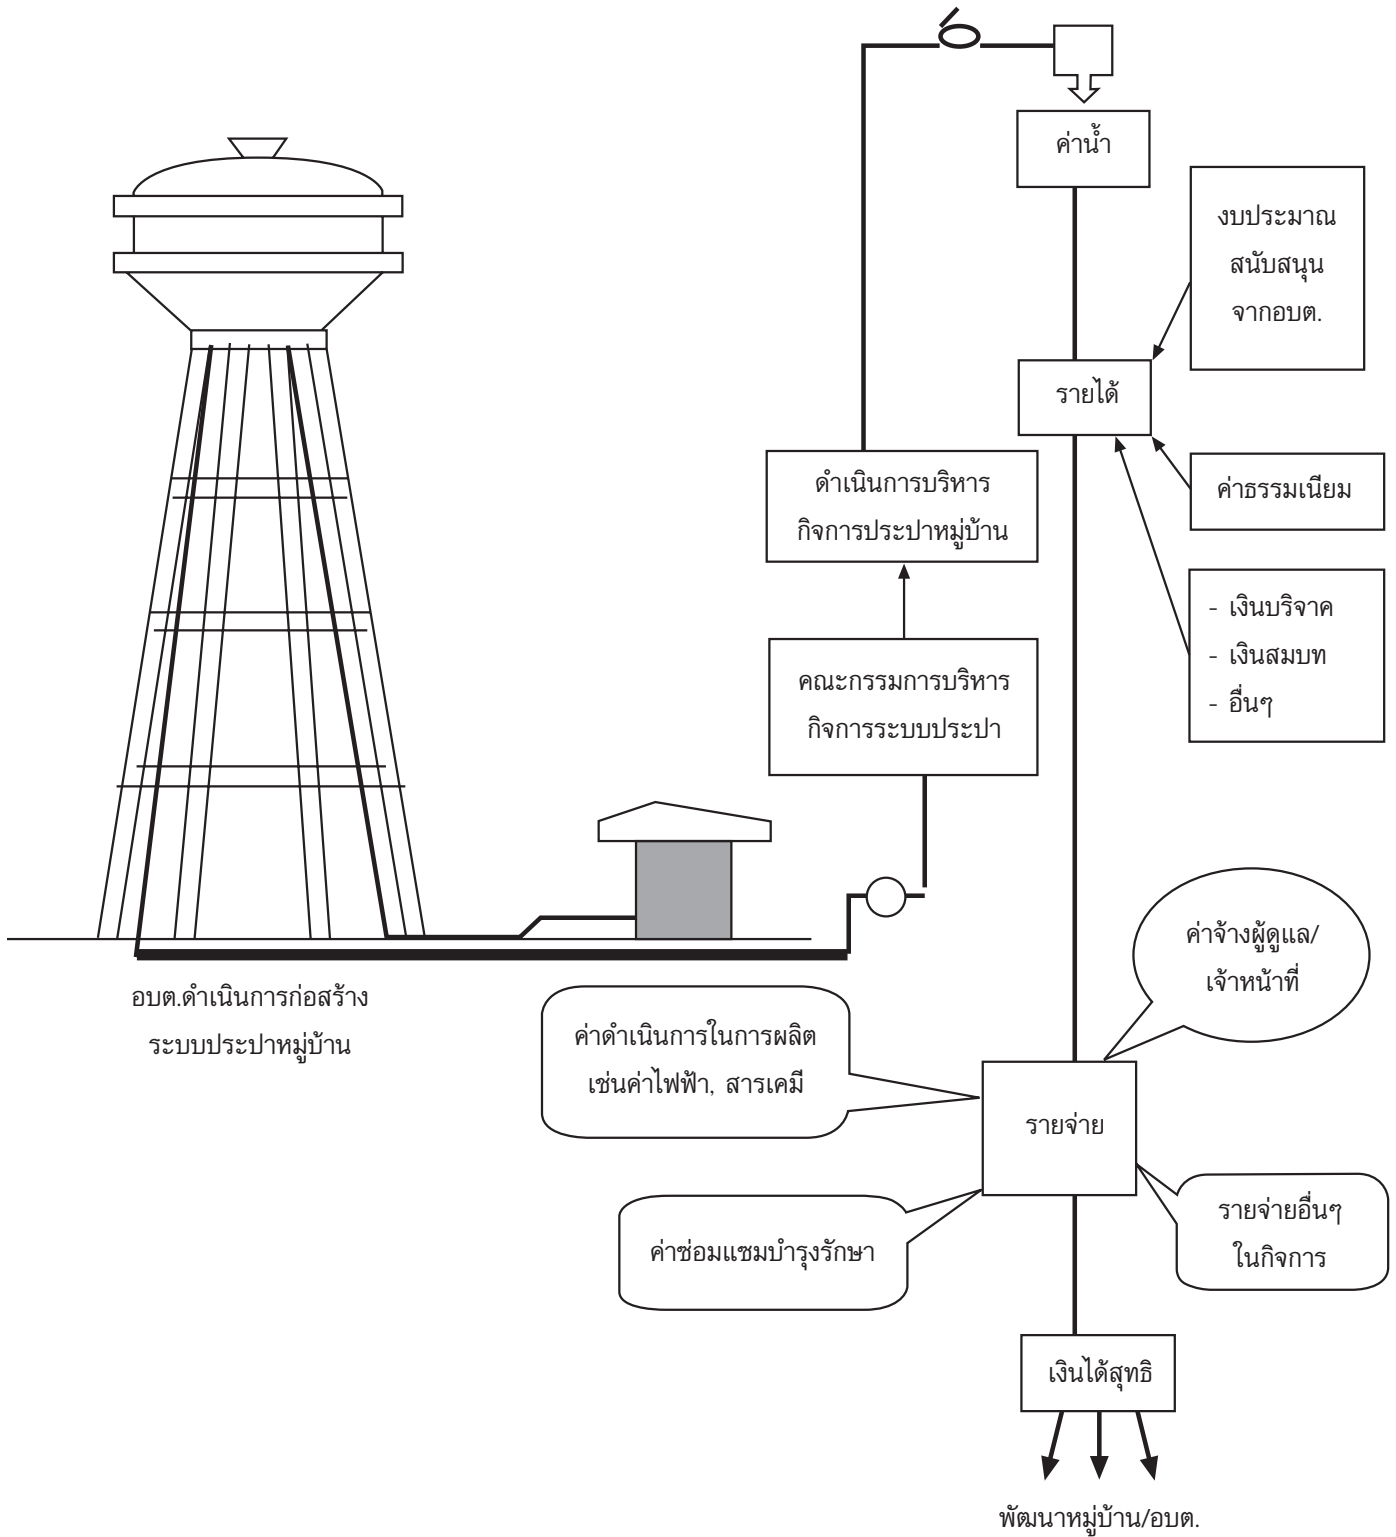 ค่าน้ำ
งบประมาณ
สนับสนุน
จากอบต.
รายได้
ค่าธรรมเนียม
- เงินบริจาค
- เงินสมบท
- อื่นๆ
ดำเนินการบริหาร
กิจการประปาหมู่บ้าน
คณะกรรมการบริหาร
กิจการระบบประปา
อบต.ดำเนินการก่อสร้าง
ระบบประปาหมู่บ้าน
ค่าจ้างผู้ดูแล/
เจ้าหน้าที่
ค่าดำเนินการในการผลิต
เช่นค่าไฟฟ้า, สารเคมี
รายจ่าย
ค่าซ่อมแซมบำรุงรักษา
รายจ่ายอื่นๆ
ในกิจการ
เงินได้สุทธิ
พัฒนาหมู่บ้าน/อบต.